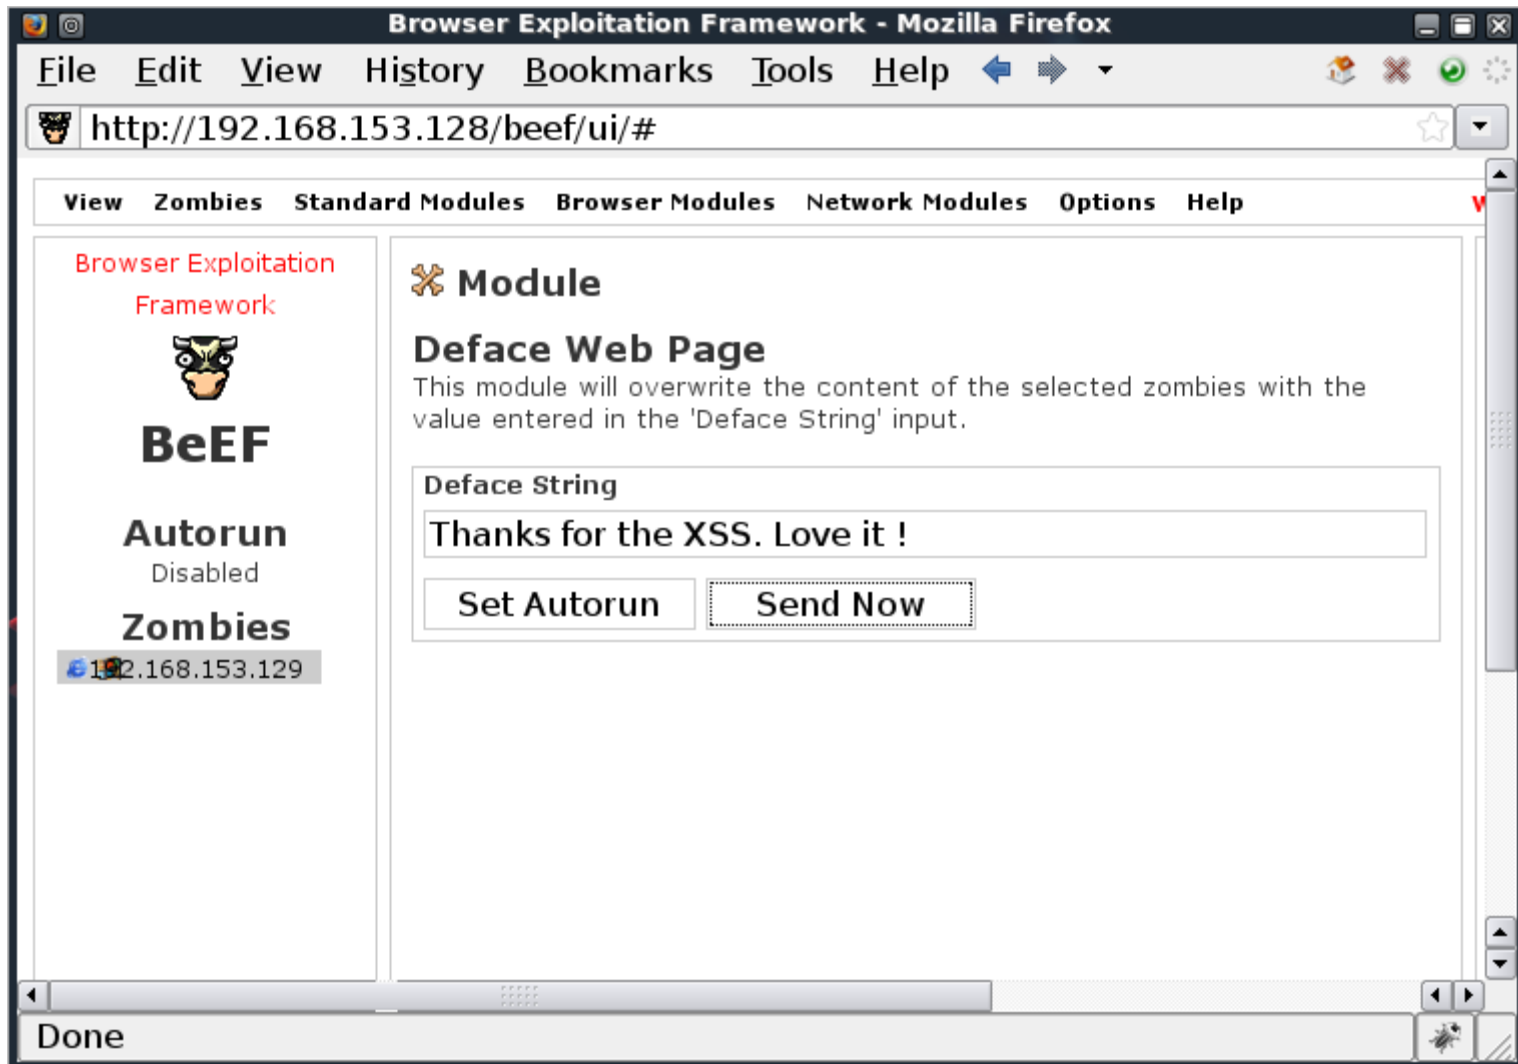 Browser Exploitation Framework - Mozilla Firefox
File Edit View History Bookmarks Tools Help
http://192.168.153.128/beef/ui/#
View Zombies Standard Modules Browser Modules Network Modules Options Help
Browser Exploitation
Framework
BeEF
Autorun
Disabled
Zombies
192.168.153.129
Module
Deface Web Page
This module will overwrite the content of the selected zombies with the
value entered in the 'Deface String' input.
Deface String
Thanks for the XSS. Love it !
Set Autorun Send Now
Done